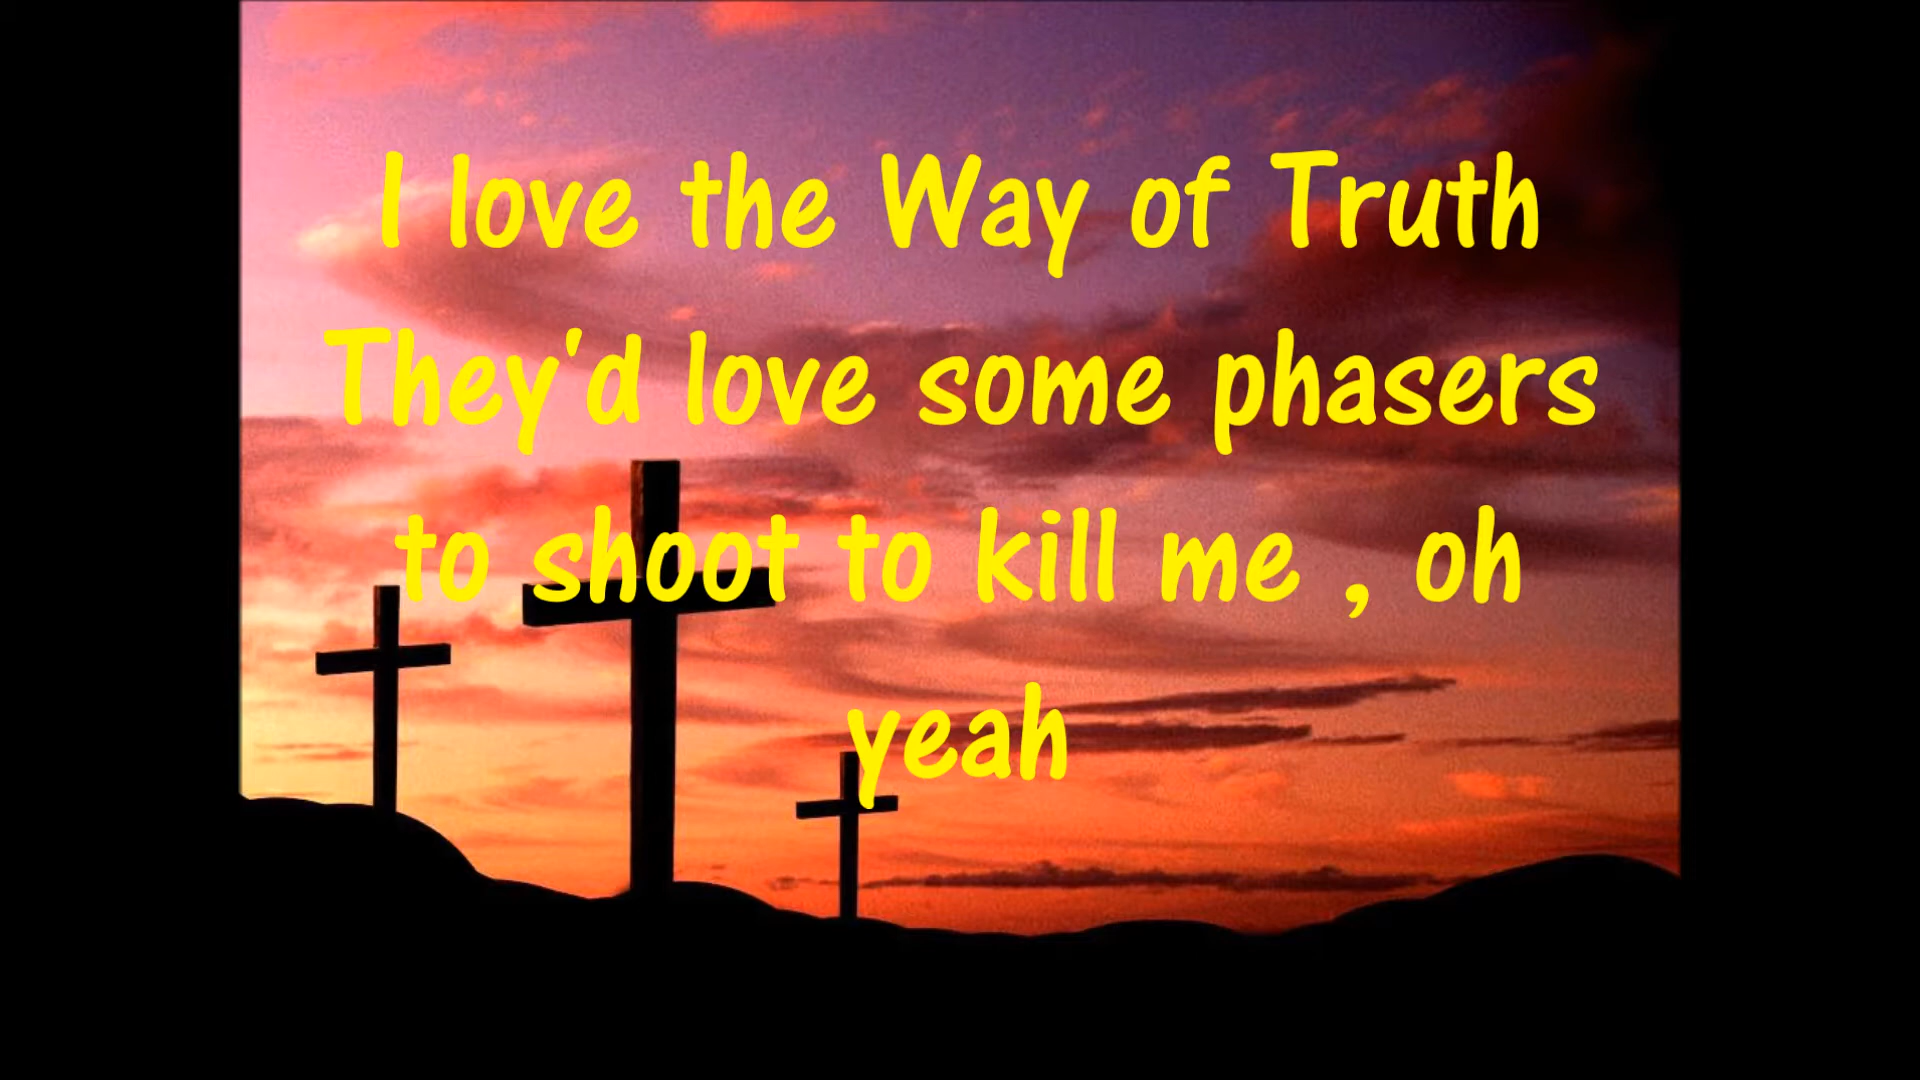 I love the Way of Truth
They'd love some phasers
to shoot to kill me , oh
yeah